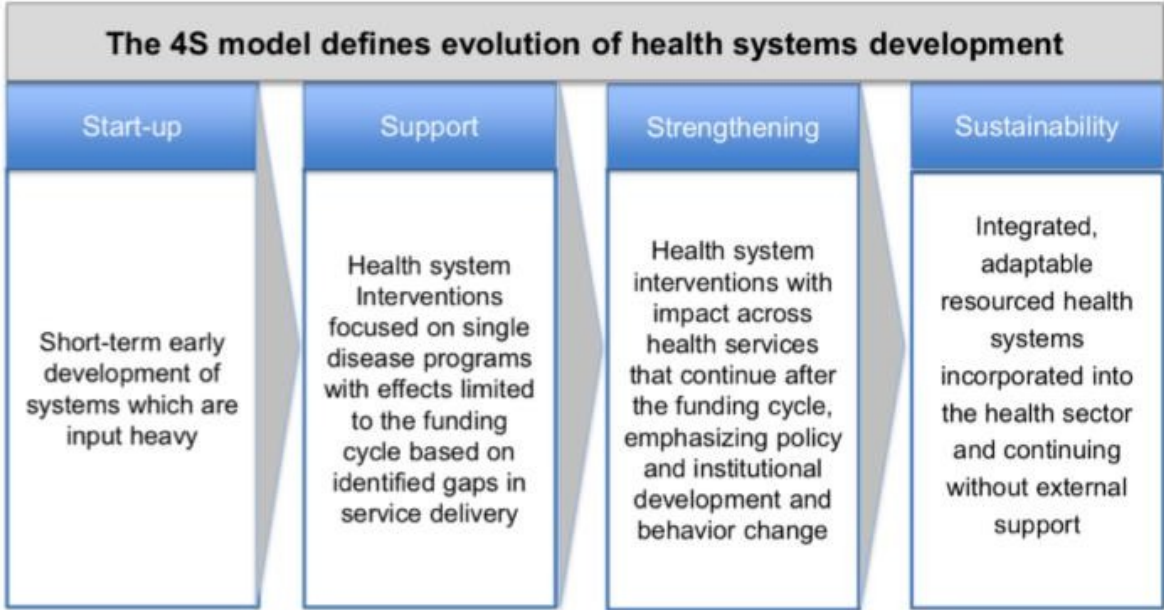 The 4S model defines evolution of health systems development
Start-up
Short-term early
development of
systems which are
input heavy
Support
Health system
Interventions
focused on single
disease programs
with effects limited
to the funding
cycle based on
identified gaps in
service delivery
Strengthening
Health system
interventions with
impact across
health services
that continue after
the funding cycle,
emphasizing policy
and institutional
development and
behavior change
Sustainability
Integrated,
adaptable
resourced health
systems
incorporated into
the health sector
and continuing
without external
support